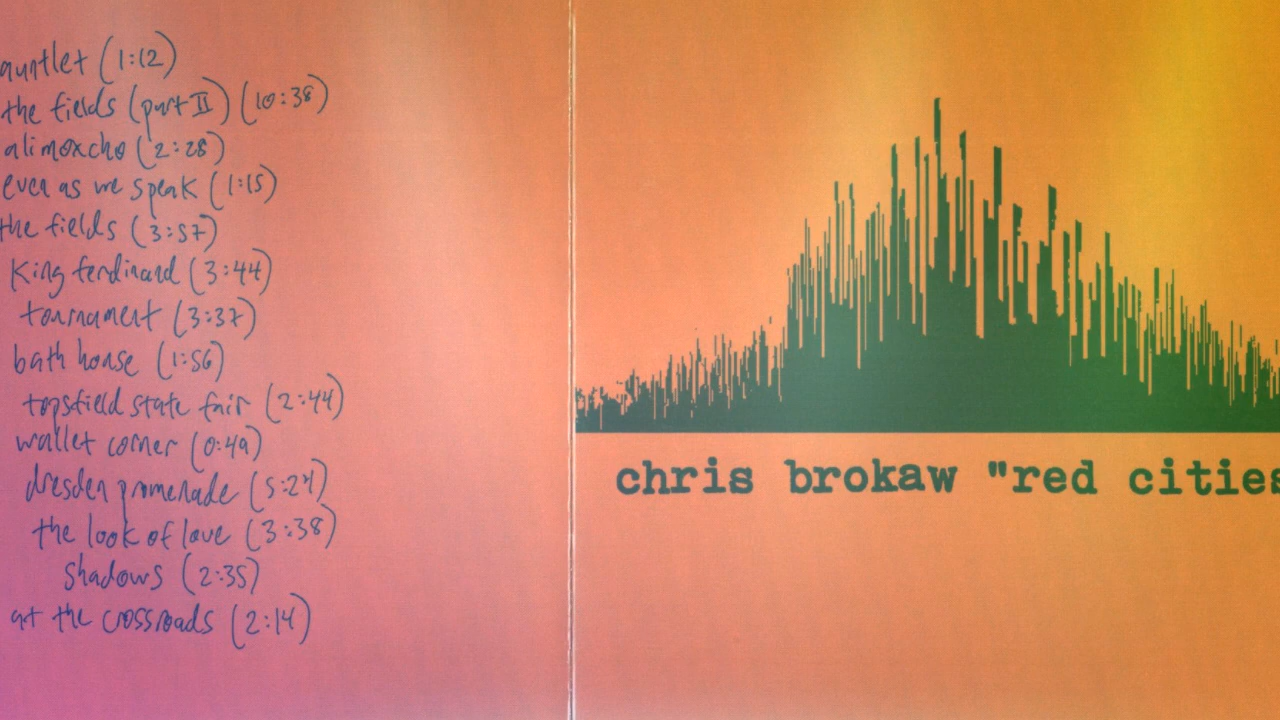 auntlet (1:12)
the fields (part II) (10:38)
alimoxcho (2:28)
even as we speak (1:15)
the fields (3:57)
King ferdinand (3:44)
tournament (3:37)
bath house (1:56)
topsfield state fair (2:44)
wallet corner (0:49)
dresden promenade (5:24)
the look of love (3:38)
shadows (2:35)
at the crossroads (2:14)
chris brokaw "red cities